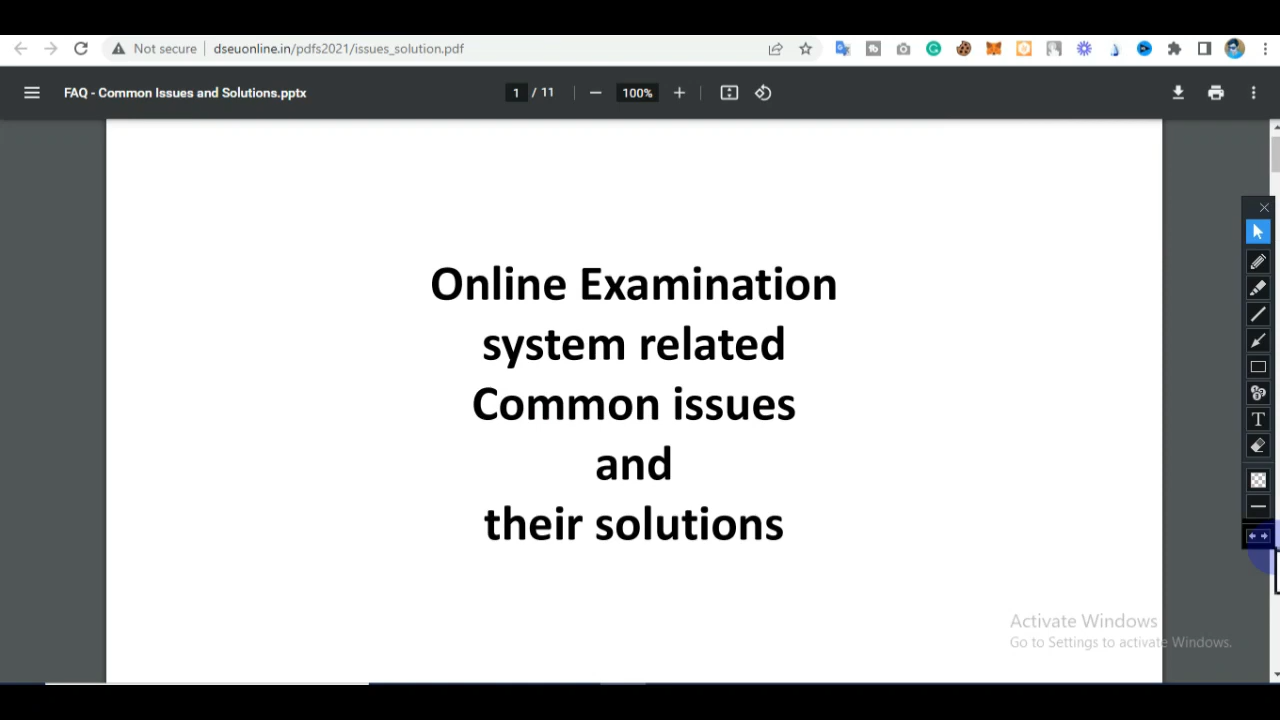 Not secure
dseuonline.in/pdfs2021/issues_solution.pdf
FAQ - Common Issues and Solutions.pptx
1 / 11
100%
Online Examination
system related
Common issues
and
their solutions
T
Activate Windows
Go to Settings to activate Windows.